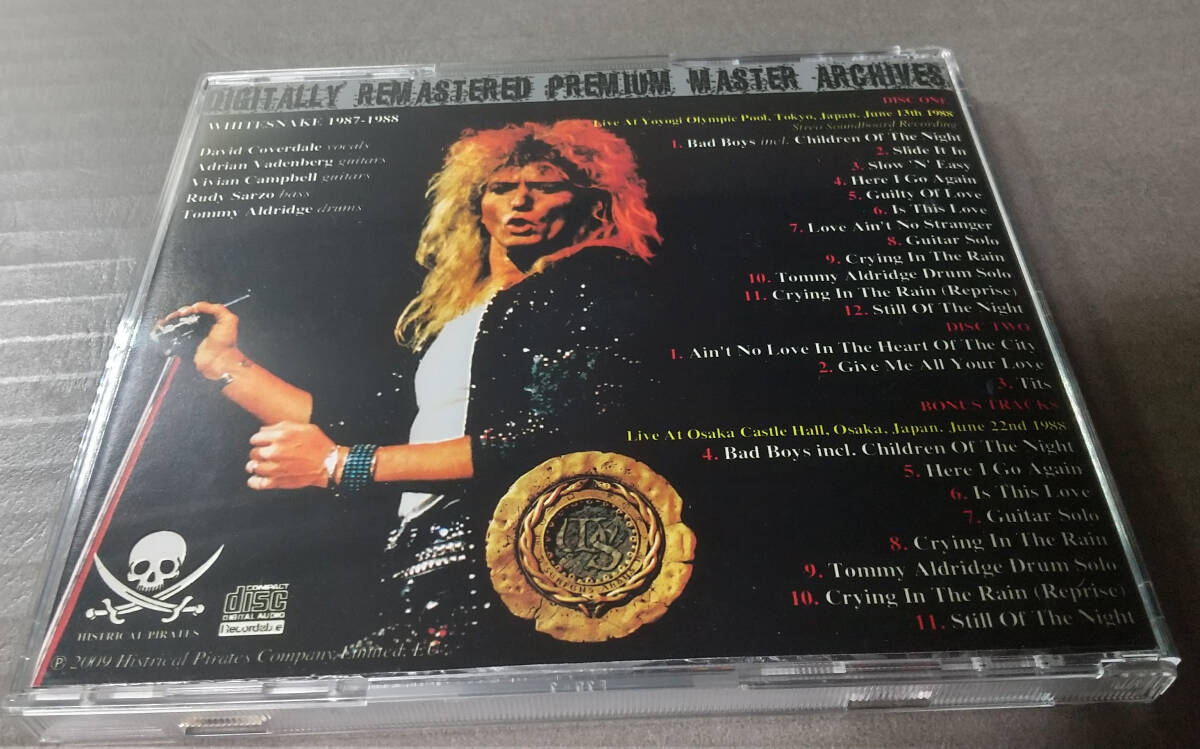 DIGITALLY REMASTERED PREMIUM MASTER ARCHIVES
WHITESNAKE 1987-1988
David Coverdale vocals
Adrian Vadenberg guitars
Vivian Campbell guitars
Rudy Sarzo bass
Tommy Aldridge drums
DISC ONE
Live At Yoyogi Olympic Pool, Tokyo, Japan, June 13th 1988
Streo Soundboard Recording
1. Bad Boys incl. Children Of The Night
2. Slide It In
3. Slow 'N' Easy
4. Here I Go Again
5. Guilty Of Love
6. Is This Love
7. Love Ain't No Stranger
8. Guitar Solo
9. Crying In The Rain
10. Tommy Aldridge Drum Solo
11. Crying In The Rain (Reprise)
12. Still Of The Night
DISC TWO
1. Ain't No Love In The Heart Of The City
2. Give Me All Your Love
3. Tits
BONUS TRACKS
Live At Osaka Castle Hall, Osaka, Japan. June 22nd 1988
4. Bad Boys incl. Children Of The Night
5. Here I Go Again
6. Is This Love
7. Guitar Solo
8. Crying In The Rain
9. Tommy Aldridge Drum Solo
10. Crying In The Rain (Reprise)
11. Still Of The Night
HISTRICAL PIRATES
COMPACT
disc
DIGITAL AUDIO
Recordable
℗ 2009 Histrical Pirates Company, Limited,